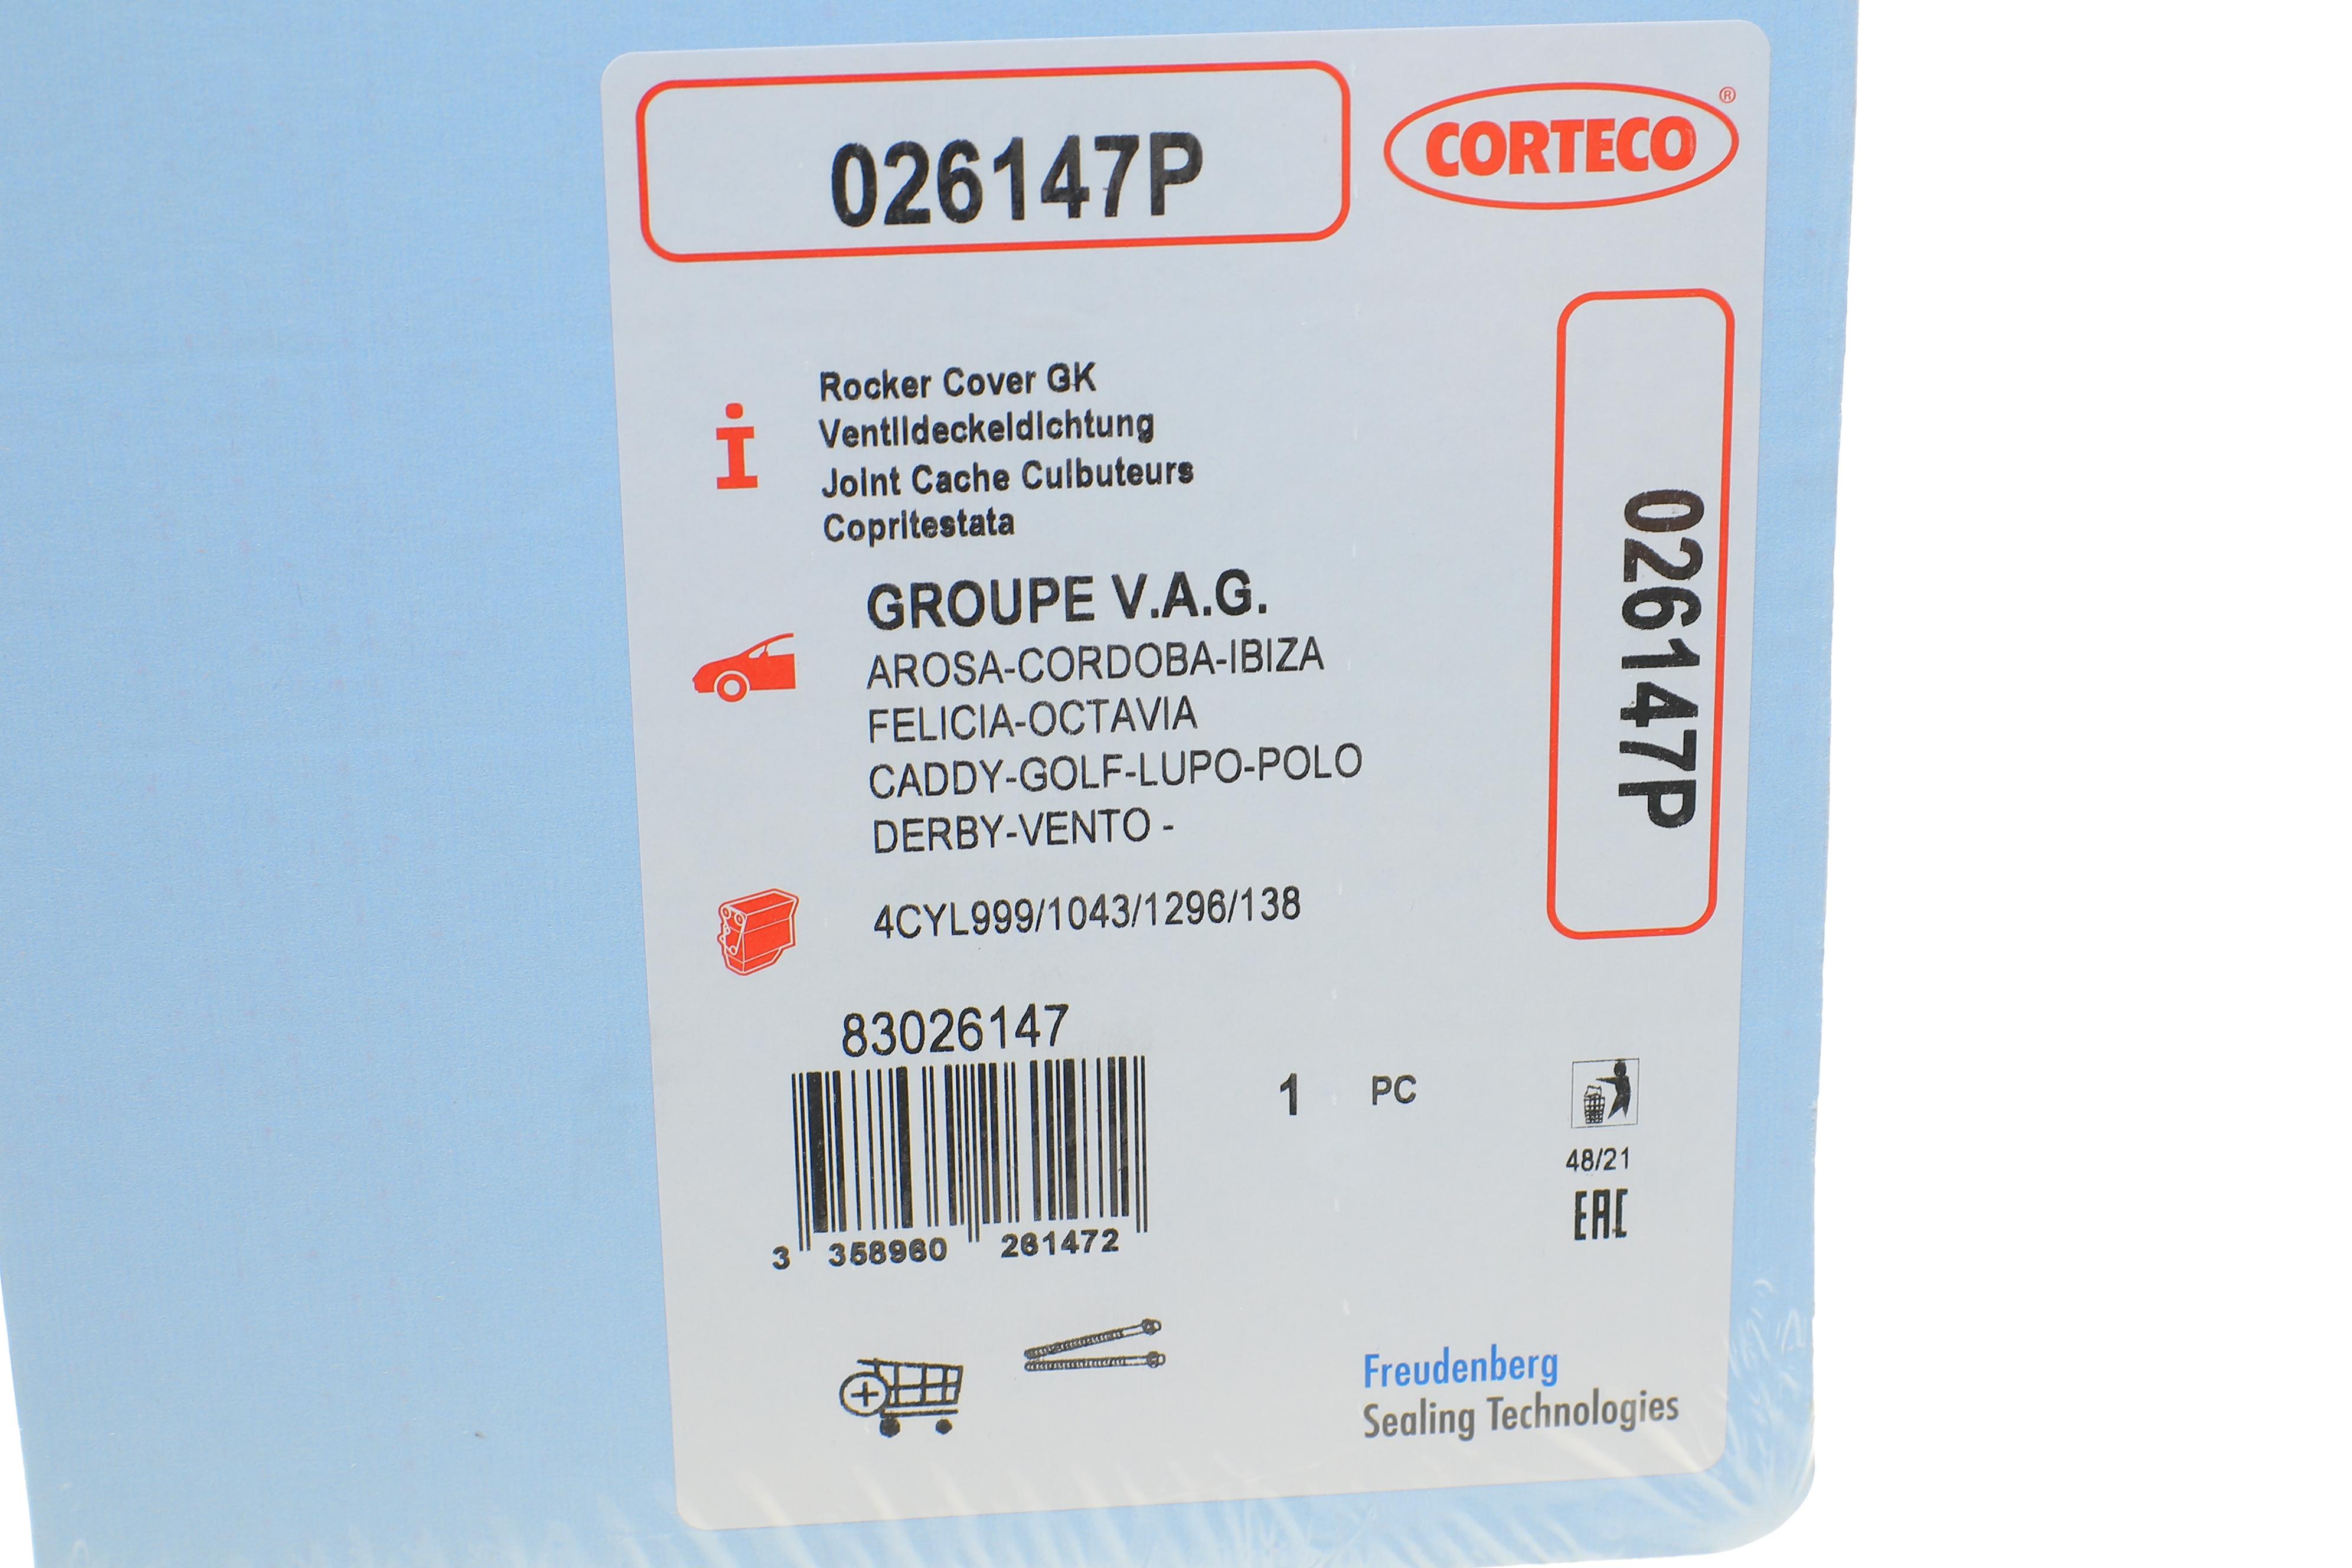 026147P
CORTECO®
Rocker Cover GK
Ventildeckeldichtung
Joint Cache Culbuteurs
Copritestata
026147P
GROUPE V.A.G.
AROSA-CORDOBA-IBIZA
FELICIA-OCTAVIA
CADDY-GOLF-LUPO-POLO
DERBY-VENTO -
4CYL999/1043/1296/138
83026147
3 358960 261472
1 PC
48/21
EAC
Freudenberg
Sealing Technologies